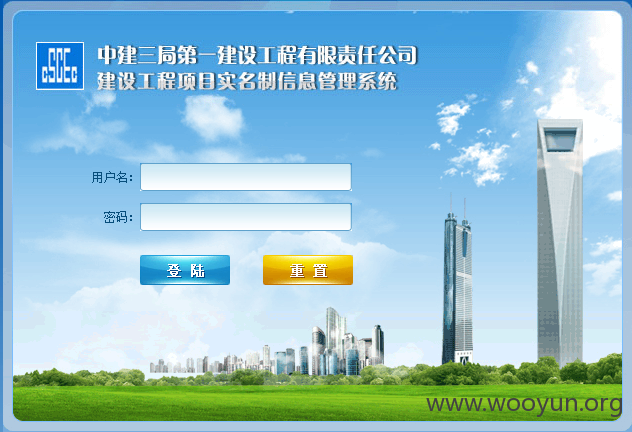 CSCEC
中建三局第一建设工程有限责任公司
建设工程项目实名制信息管理系统
用户名：
密码：
登 陆
重 置
www.wooyun.org